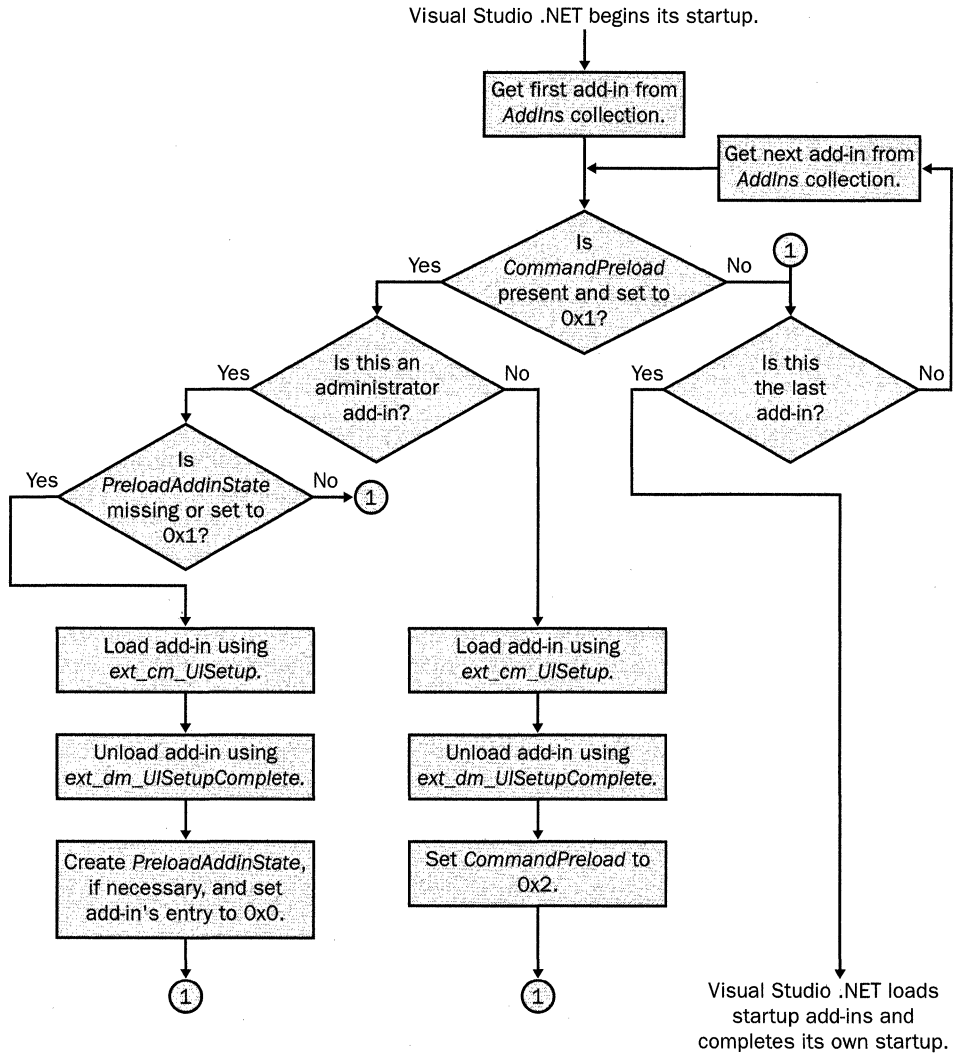 Visual Studio .NET begins its startup.
Get first add-in from
AddIns collection.
Get next add-in from
AddIns collection.
Is
CommandPreload
present and set to
0x1?
Yes
No
1
Is this an
administrator
add-in?
Yes
No
Is this
the last
add-in?
Yes
No
Is
PreloadAddinState
missing or set to
0x1?
Yes
No
1
Load add-in using
ext_cm_UISetup.
Load add-in using
ext_cm_UISetup.
Unload add-in using
ext_dm_UISetupComplete.
Unload add-in using
ext_dm_UISetupComplete.
Create PreloadAddinState,
if necessary, and set
add-in's entry to 0x0.
Set CommandPreload to
0x2.
1
1
Visual Studio .NET loads
startup add-ins and
completes its own startup.